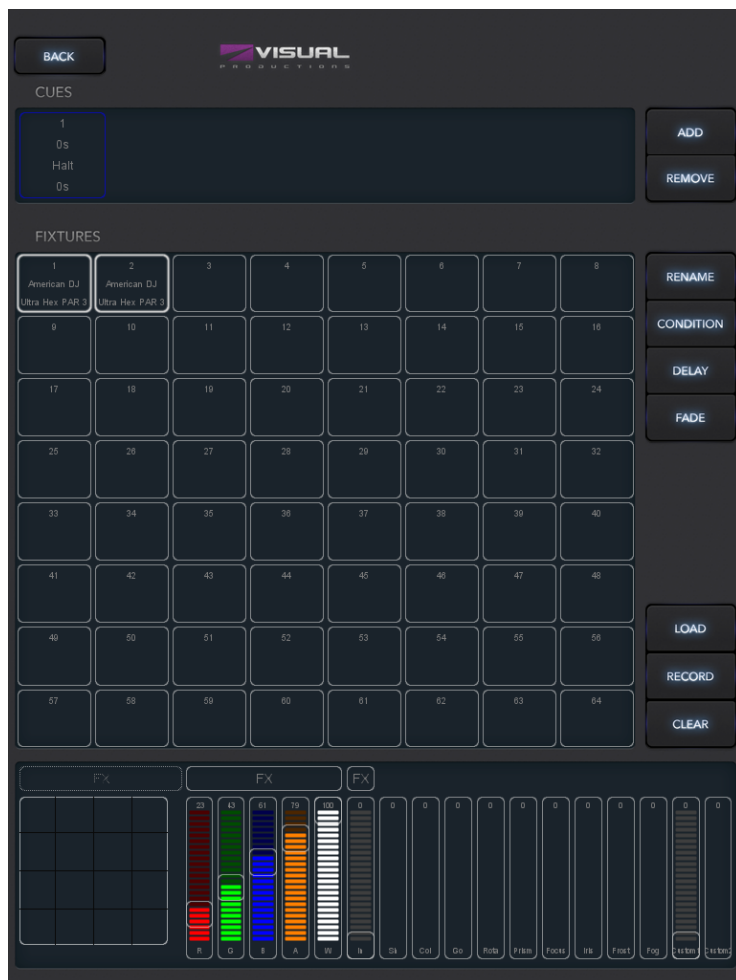 BACK
VISUAL
PRODUCTIONS
CUES
1
0s
Halt
0s
ADD
REMOVE
FIXTURES
1 2 3 4 5 6 7 8
American DJ American DJ
Ultra Hex PAR 3 Ultra Hex PAR 3
RENAME
9 10 11 12 13 14 15 16
CONDITION
DELAY
17 18 19 20 21 22 23 24
FADE
25 26 27 28 29 30 31 32
33 34 35 36 37 38 39 40
41 42 43 44 45 46 47 48
LOAD
49 50 51 52 53 54 55 56
RECORD
57 58 59 60 61 62 63 64
CLEAR
FX FX FX
23 43 61 79 100 0 0 0 0 0 0 0 0 0 0 0 0
R G B A W In Sh Col Go Rota Prism Focus Iris Frost Fog Custom1 Custom2